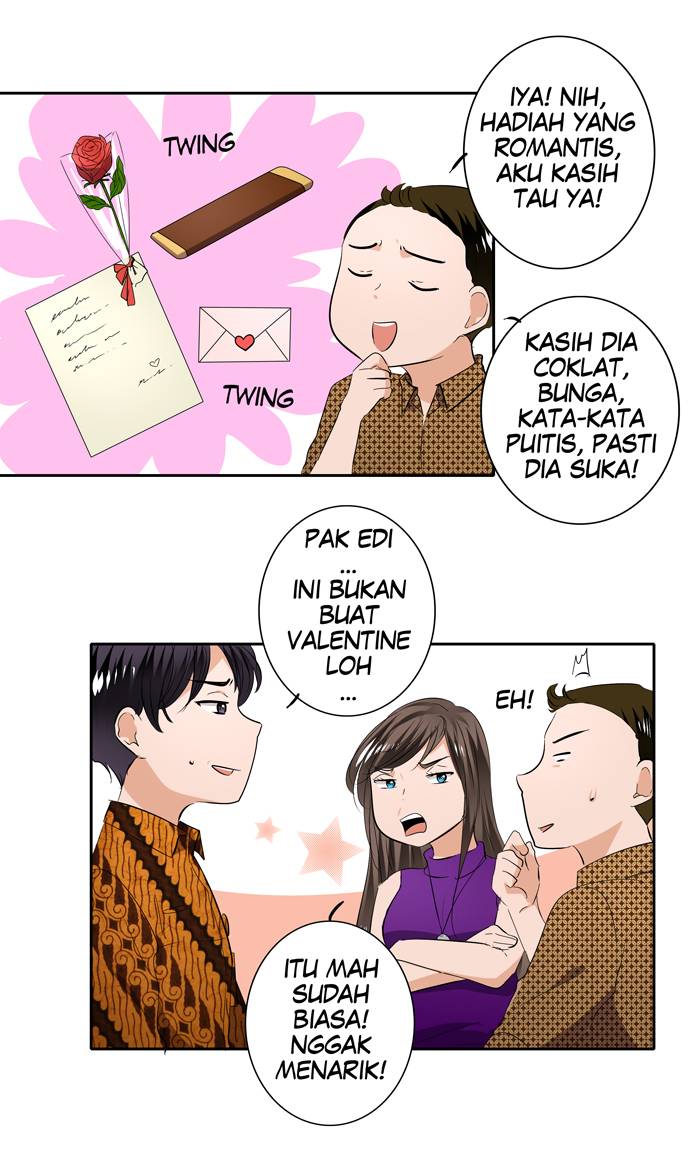 IYA! NIH,
HADIAH YANG
ROMANTIS,
AKU KASIH
TAU YA!
TWING
TWING
KASIH DIA
COKLAT,
BUNGA,
KATA-KATA
PUITIS, PASTI
DIA SUKA!
PAK EDI
...
INI BUKAN
BUAT
VALENTINE
LOH
...
EH!
ITU MAH
SUDAH
BIASA!
NGGAK
MENARIK!